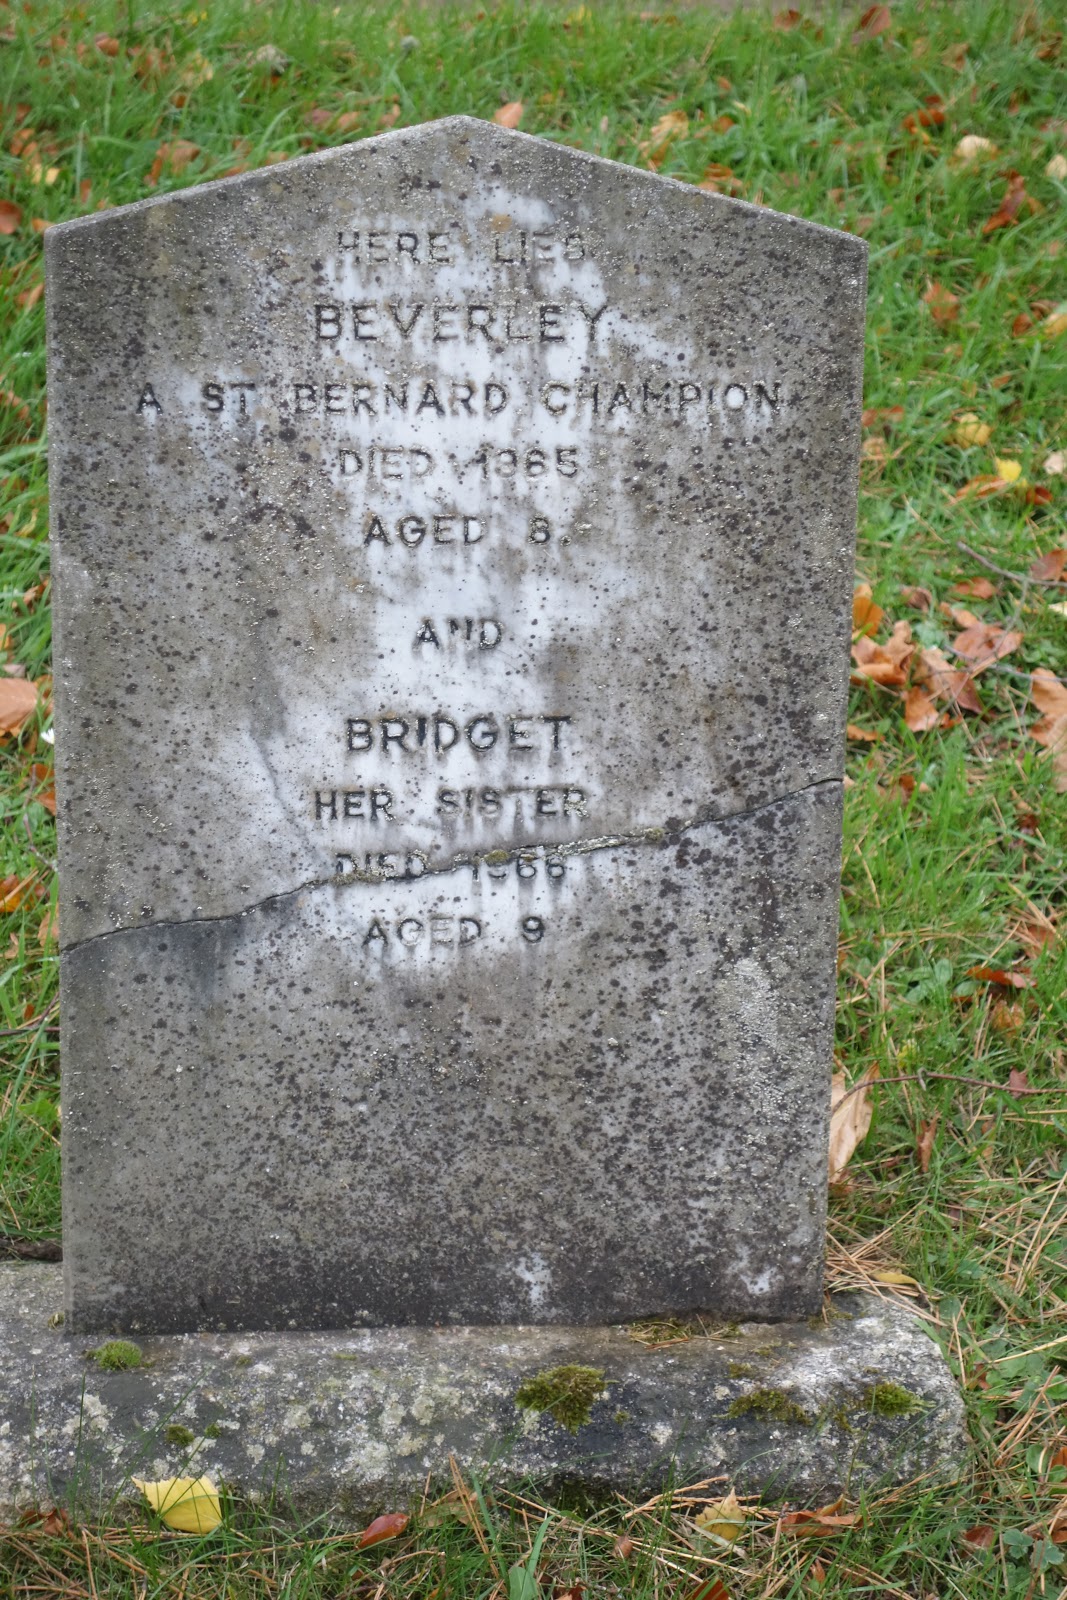 HERE LIES
BEVERLEY
A ST BERNARD CHAMPION
DIED 1965
AGED 8.
AND
BRIDGET
HER SISTER
DIED 1966
AGED 9